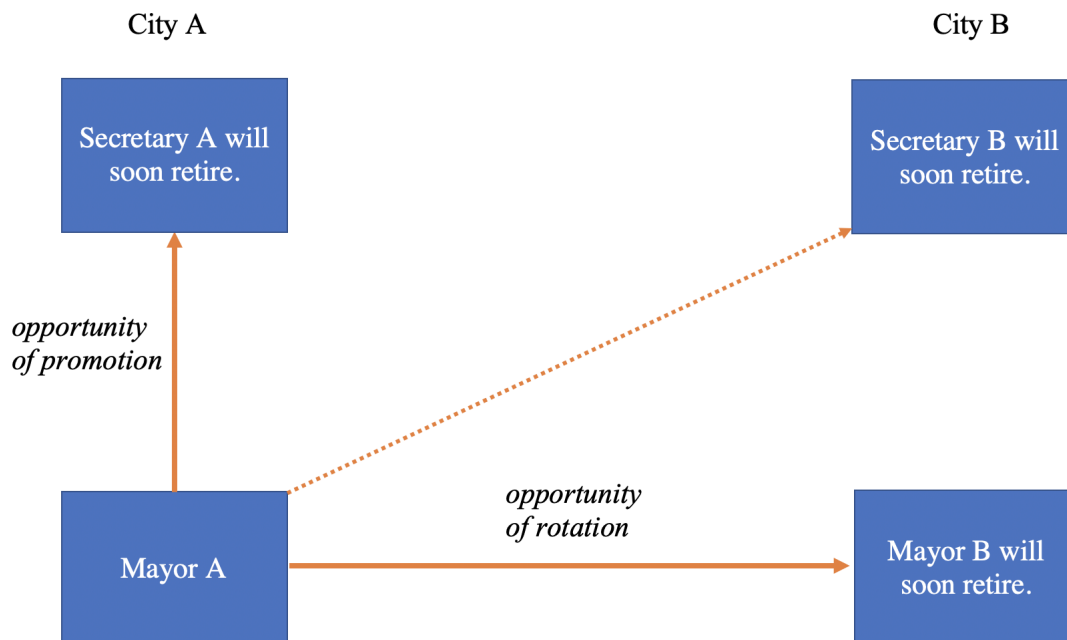 City A
City B
Secretary A will
soon retire.
Secretary B will
soon retire.
opportunity
of promotion
opportunity
of rotation
Mayor A
Mayor B will
soon retire.